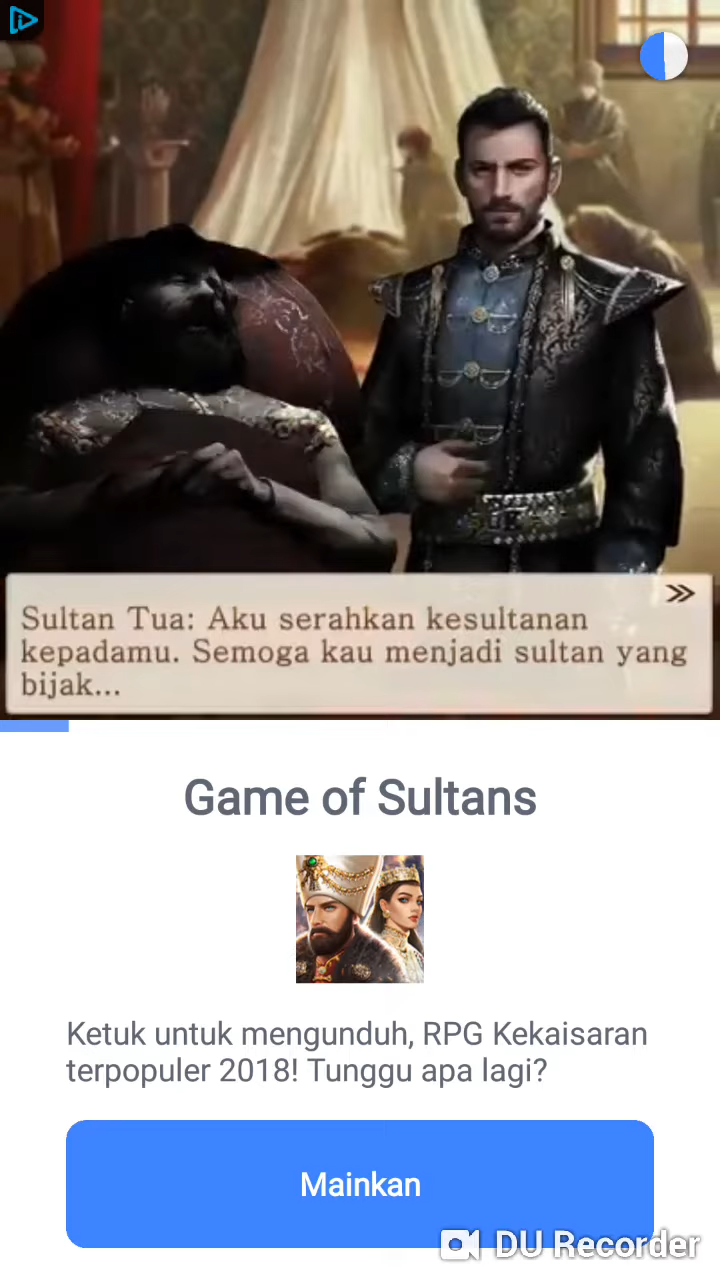 Sultan Tua: Aku serahkan kesultanan
kepadamu. Semoga kau menjadi sultan yang
bijak...
Game of Sultans
Ketuk untuk mengunduh, RPG Kekaisaran
terpopuler 2018! Tunggu apa lagi?
Mainkan
DU Recorder